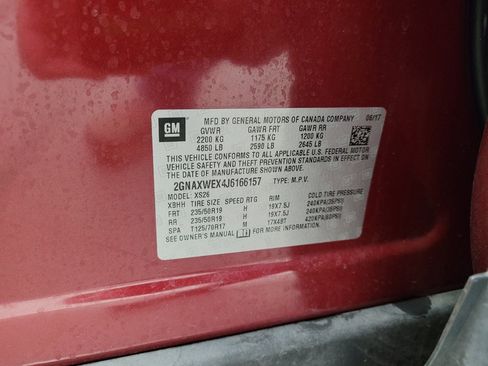 GM
MFD BY GENERAL MOTORS OF CANADA COMPANY 06/17
GVWR GAWR FRT GAWR RR
2200 KG 1175 KG 1200 KG
4850 LB 2590 LB 2645 LB
THIS VEHICLE CONFORMS TO ALL APPLICABLE U.S. FEDERAL MOTOR
VEHICLE SAFETY AND THEFT PREVENTION STANDARDS IN EFFECT ON THE DATE OF
MANUFACTURE SHOWN ABOVE.
2GNAXWEX4J6166157 TYPE: M.P.V.
MODEL: XS26
XBHH TIRE SIZE SPEED RTG RIM COLD TIRE PRESSURE
FRT 235/50R19 H 19X7.5J 240KPA(35PSI)
RR 235/50R19 H 19X7.5J 240KPA(35PSI)
SPA T125/70R17 M 17X4BT 420KPA(60PSI)
SEE OWNER'S MANUAL